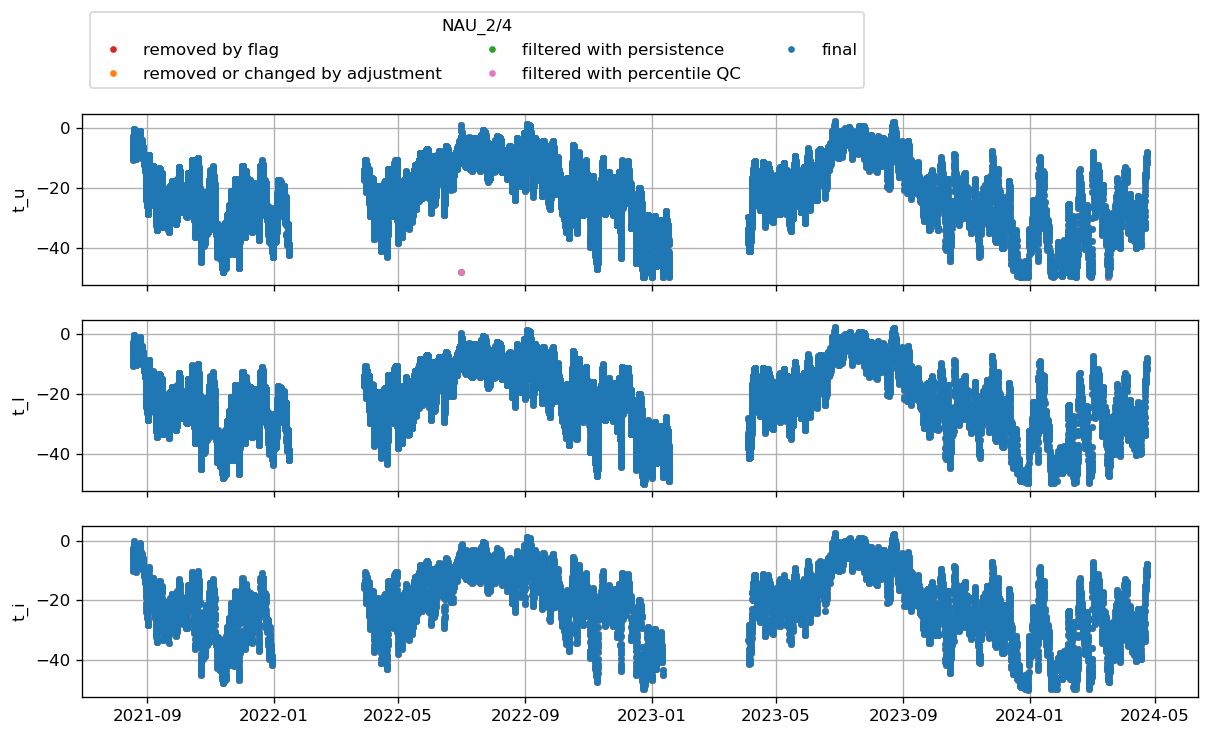 NAU_2/4
removed by flag
removed or changed by adjustment
filtered with persistence
filtered with percentile QC
final
t_u
0
−20
−40
t_l
0
−20
−40
t_i
0
−20
−40
2021-09 2022-01 2022-05 2022-09 2023-01 2023-05 2023-09 2024-01 2024-05